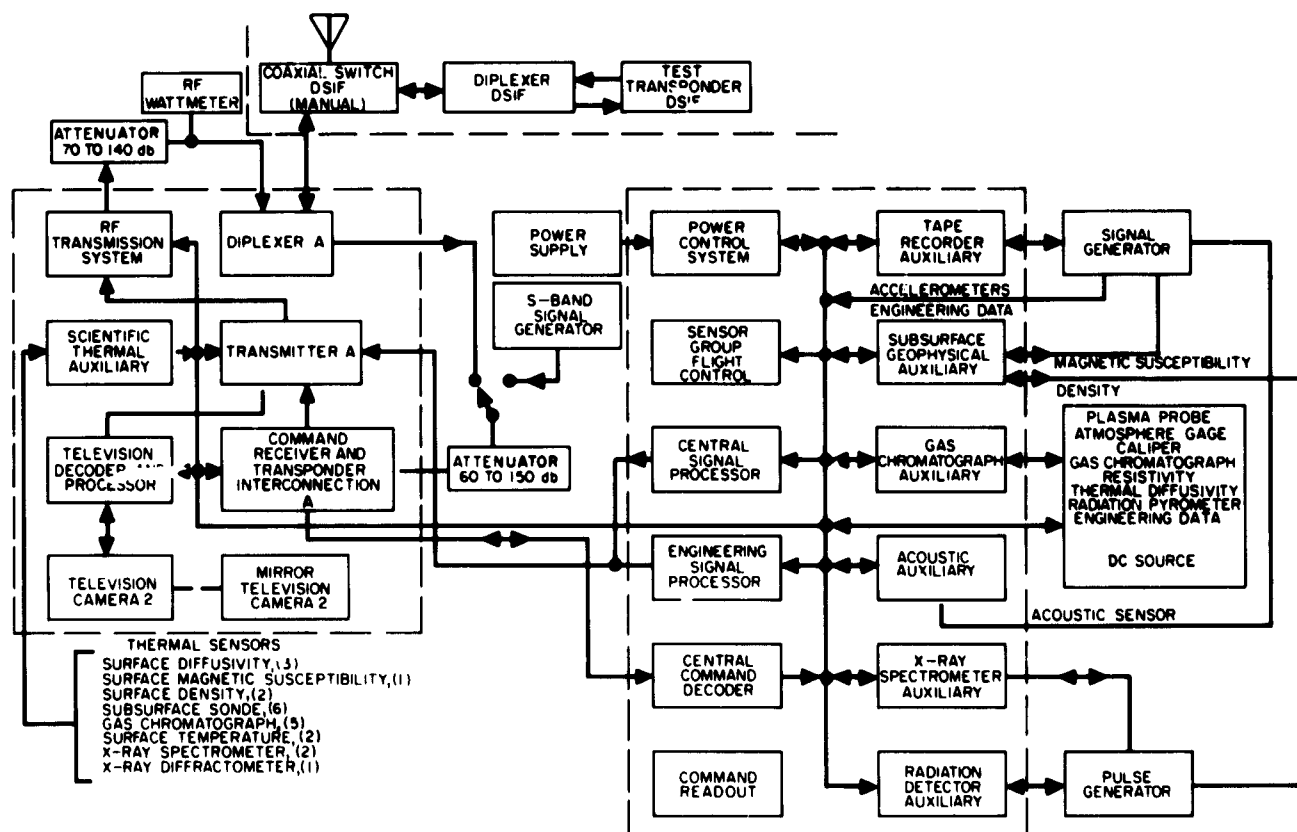 COAXIAL SWITCH
DSIF
(MANUAL)
DIPLEXER
DSIF
TEST
TRANSPONDER
DSIF
RF
WATTMETER
ATTENUATOR
70 TO 140 db
RF
TRANSMISSION
SYSTEM
DIPLEXER A
POWER
SUPPLY
POWER
CONTROL
SYSTEM
TAPE
RECORDER
AUXILIARY
SIGNAL
GENERATOR
S-BAND
SIGNAL
GENERATOR
ACCELEROMETERS
ENGINEERING DATA
SCIENTIFIC
THERMAL
AUXILIARY
TRANSMITTER A
SENSOR
GROUP
FLIGHT
CONTROL
SUBSURFACE
GEOPHYSICAL
AUXILIARY
MAGNETIC SUSCEPTIBILITY
DENSITY
TELEVISION
DECODER AND
PROCESSOR
COMMAND
RECEIVER AND
TRANSPONDER
INTERCONNECTION
A
ATTENUATOR
60 TO 150 db
CENTRAL
SIGNAL
PROCESSOR
GAS
CHROMATOGRAPH
AUXILIARY
PLASMA PROBE
ATMOSPHERE GAGE
CALIPER
GAS CHROMATOGRAPH
RESISTIVITY
THERMAL DIFFUSIVITY
RADIATION PYROMETER
ENGINEERING DATA
DC SOURCE
TELEVISION
CAMERA 2
MIRROR
TELEVISION
CAMERA 2
ENGINEERING
SIGNAL
PROCESSOR
ACOUSTIC
AUXILIARY
ACOUSTIC SENSOR
THERMAL SENSORS
SURFACE DIFFUSIVITY,(3)
SURFACE MAGNETIC SUSCEPTIBILITY,(1)
SURFACE DENSITY,(2)
SUBSURFACE SONDE,(6)
GAS CHROMATOGRAPH,(5)
SURFACE TEMPERATURE,(2)
X-RAY SPECTROMETER,(2)
X-RAY DIFFRACTOMETER,(1)
CENTRAL
COMMAND
DECODER
X-RAY
SPECTROMETER
AUXILIARY
COMMAND
READOUT
RADIATION
DETECTOR
AUXILIARY
PULSE
GENERATOR